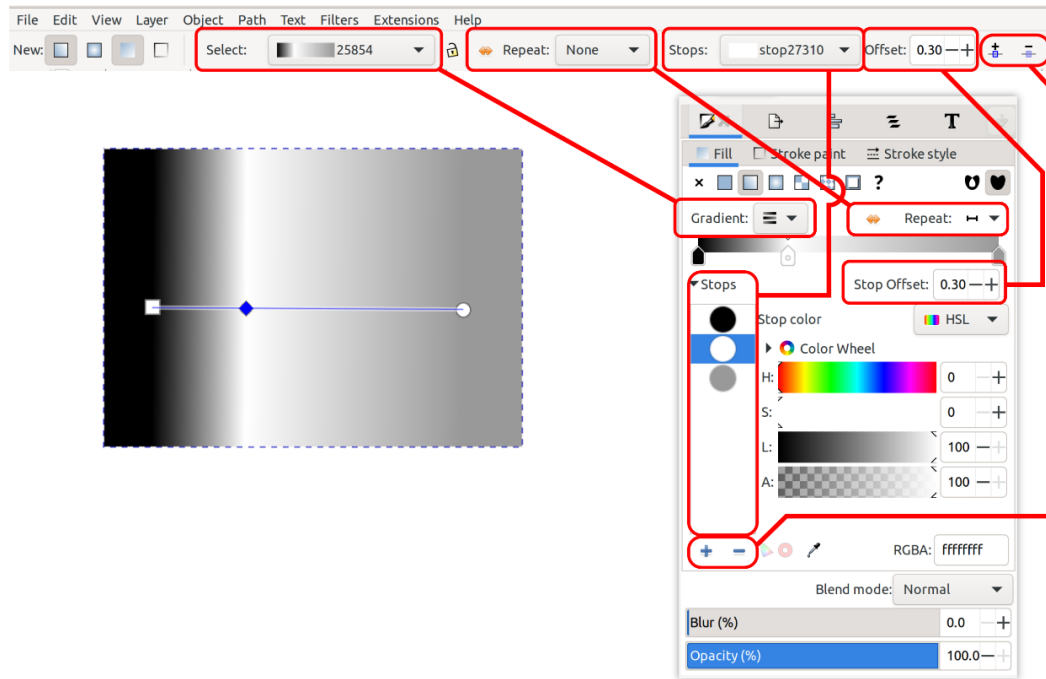 File Edit View Layer Object Path Text Filters Extensions Help
New: Select: 25854 Repeat: None Stops: stop27310 Offset: 0.30
Fill Stroke paint Stroke style
?
Gradient: Repeat:
Stops Stop Offset: 0.30
Stop color HSL
Color Wheel
H: 0
S: 0
L: 100
A: 100
RGBA: ffffffff
Blend mode: Normal
Blur (%) 0.0
Opacity (%) 100.0